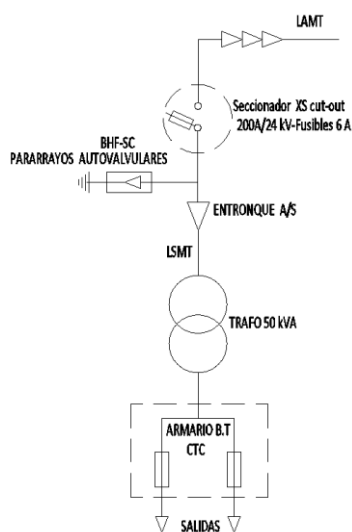 LAMT
Seccionador XS cut-out
200A/24 kV-Fusibles 6 A
BHF-SC
PARARRAYOS AUTOVALVULARES
ENTRONQUE A/S
LSMT
TRAFO 50 kVA
ARMARIO B.T
CTC
SALIDAS